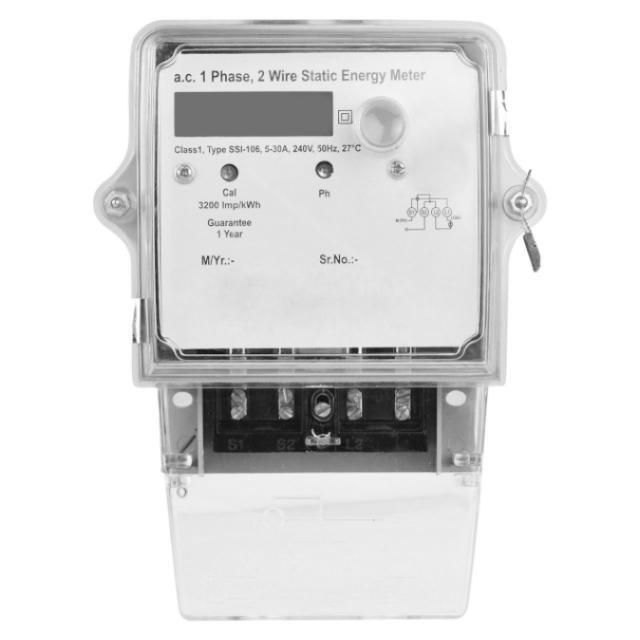 a.c. 1 Phase, 2 Wire Static Energy Meter
Class1, Type SSI-106, 5-30A, 240V, 50Hz, 27°C
Cal
Ph
3200 Imp/kWh
Guarantee
1 Year
M/Yr.:-
Sr.No.:-
S1 S2 L2